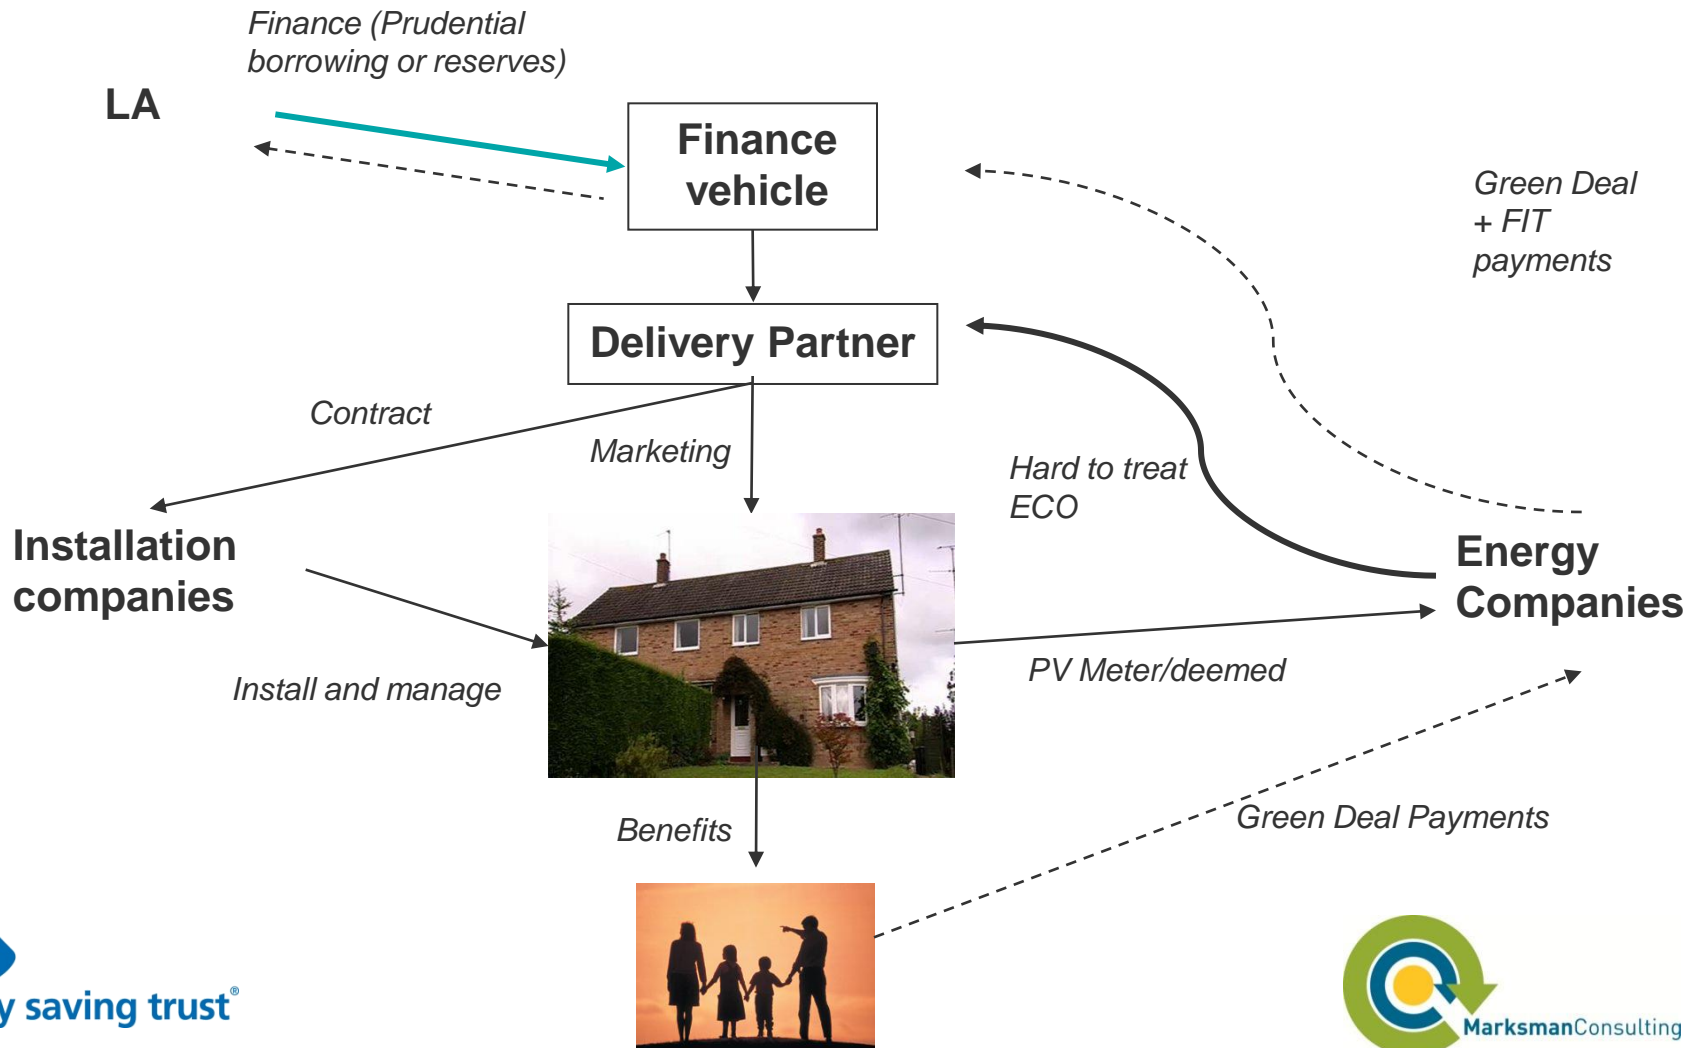 Finance (Prudential
borrowing or reserves)
LA
Finance
vehicle
Green Deal
+ FIT
payments
Delivery Partner
Contract
Marketing
Hard to treat
ECO
Installation
companies
Energy
Companies
Install and manage
PV Meter/deemed
Benefits
Green Deal Payments
y saving trust®
MarksmanConsulting